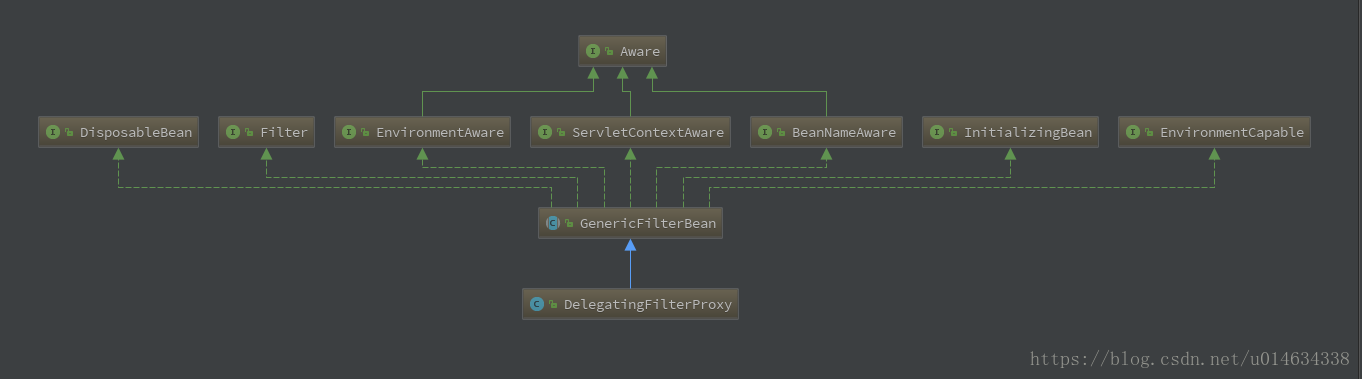 Aware
DisposableBean Filter EnvironmentAware ServletContextAware BeanNameAware InitializingBean EnvironmentCapable
GenericFilterBean
DelegatingFilterProxy
https://blog.csdn.net/u014634338